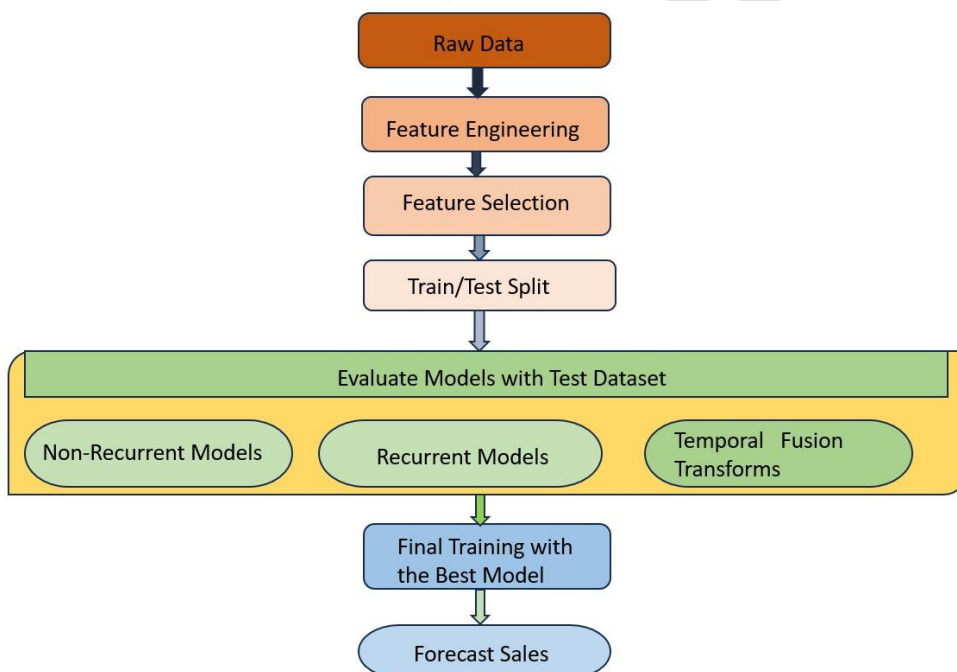 Raw Data
Feature Engineering
Feature Selection
Train/Test Split
Evaluate Models with Test Dataset
Non-Recurrent Models
Recurrent Models
Temporal Fusion
Transforms
Final Training with
the Best Model
Forecast Sales